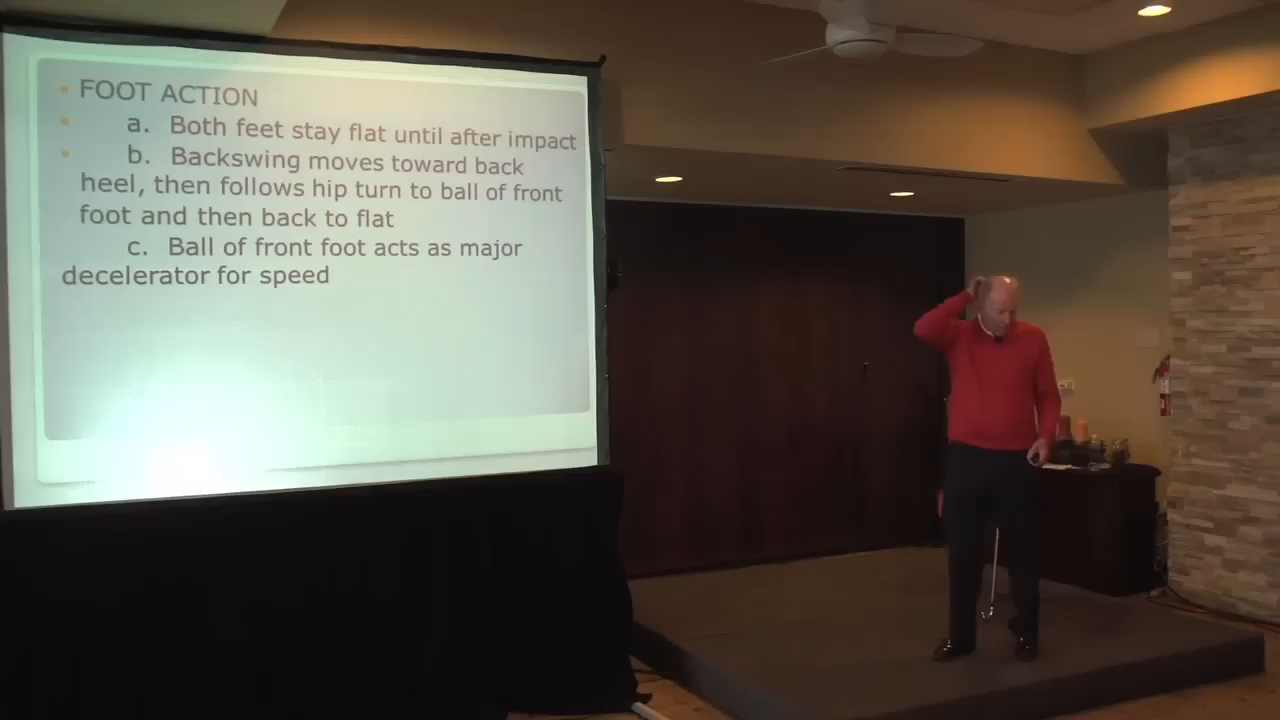 FOOT ACTION
a. Both feet stay flat until after impact
b. Backswing moves toward back
heel, then follows hip turn to ball of front
foot and then back to flat
c. Ball of front foot acts as major
decelerator for speed